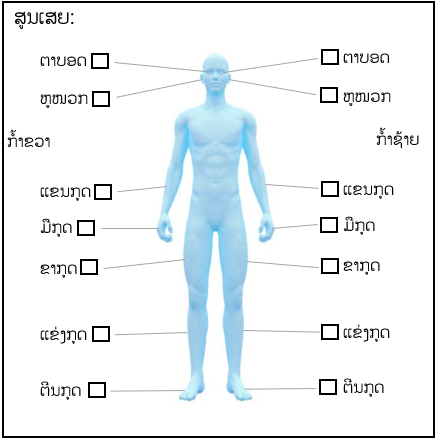 ສູນເສຍ:
ຕາບອດ ຕາບອດ
ຫູໜວກ ຫູໜວກ
ກ້ຳຂວາ ກ້ຳຊ້າຍ
ແຂນກຸດ ແຂນກຸດ
ມືກຸດ ມືກຸດ
ຂາກຸດ ຂາກຸດ
ແຂ່ງກຸດ ແຂ່ງກຸດ
ຕີນກຸດ ຕີນກຸດ